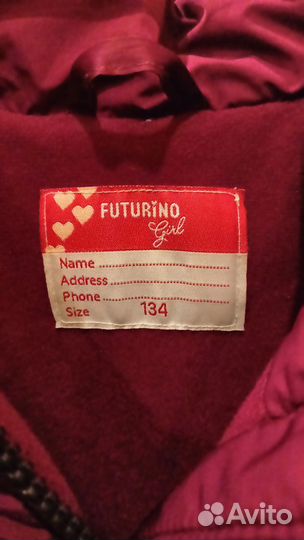 FUTURINO
Girl
Name
Address
Phone
Size 134
Avito